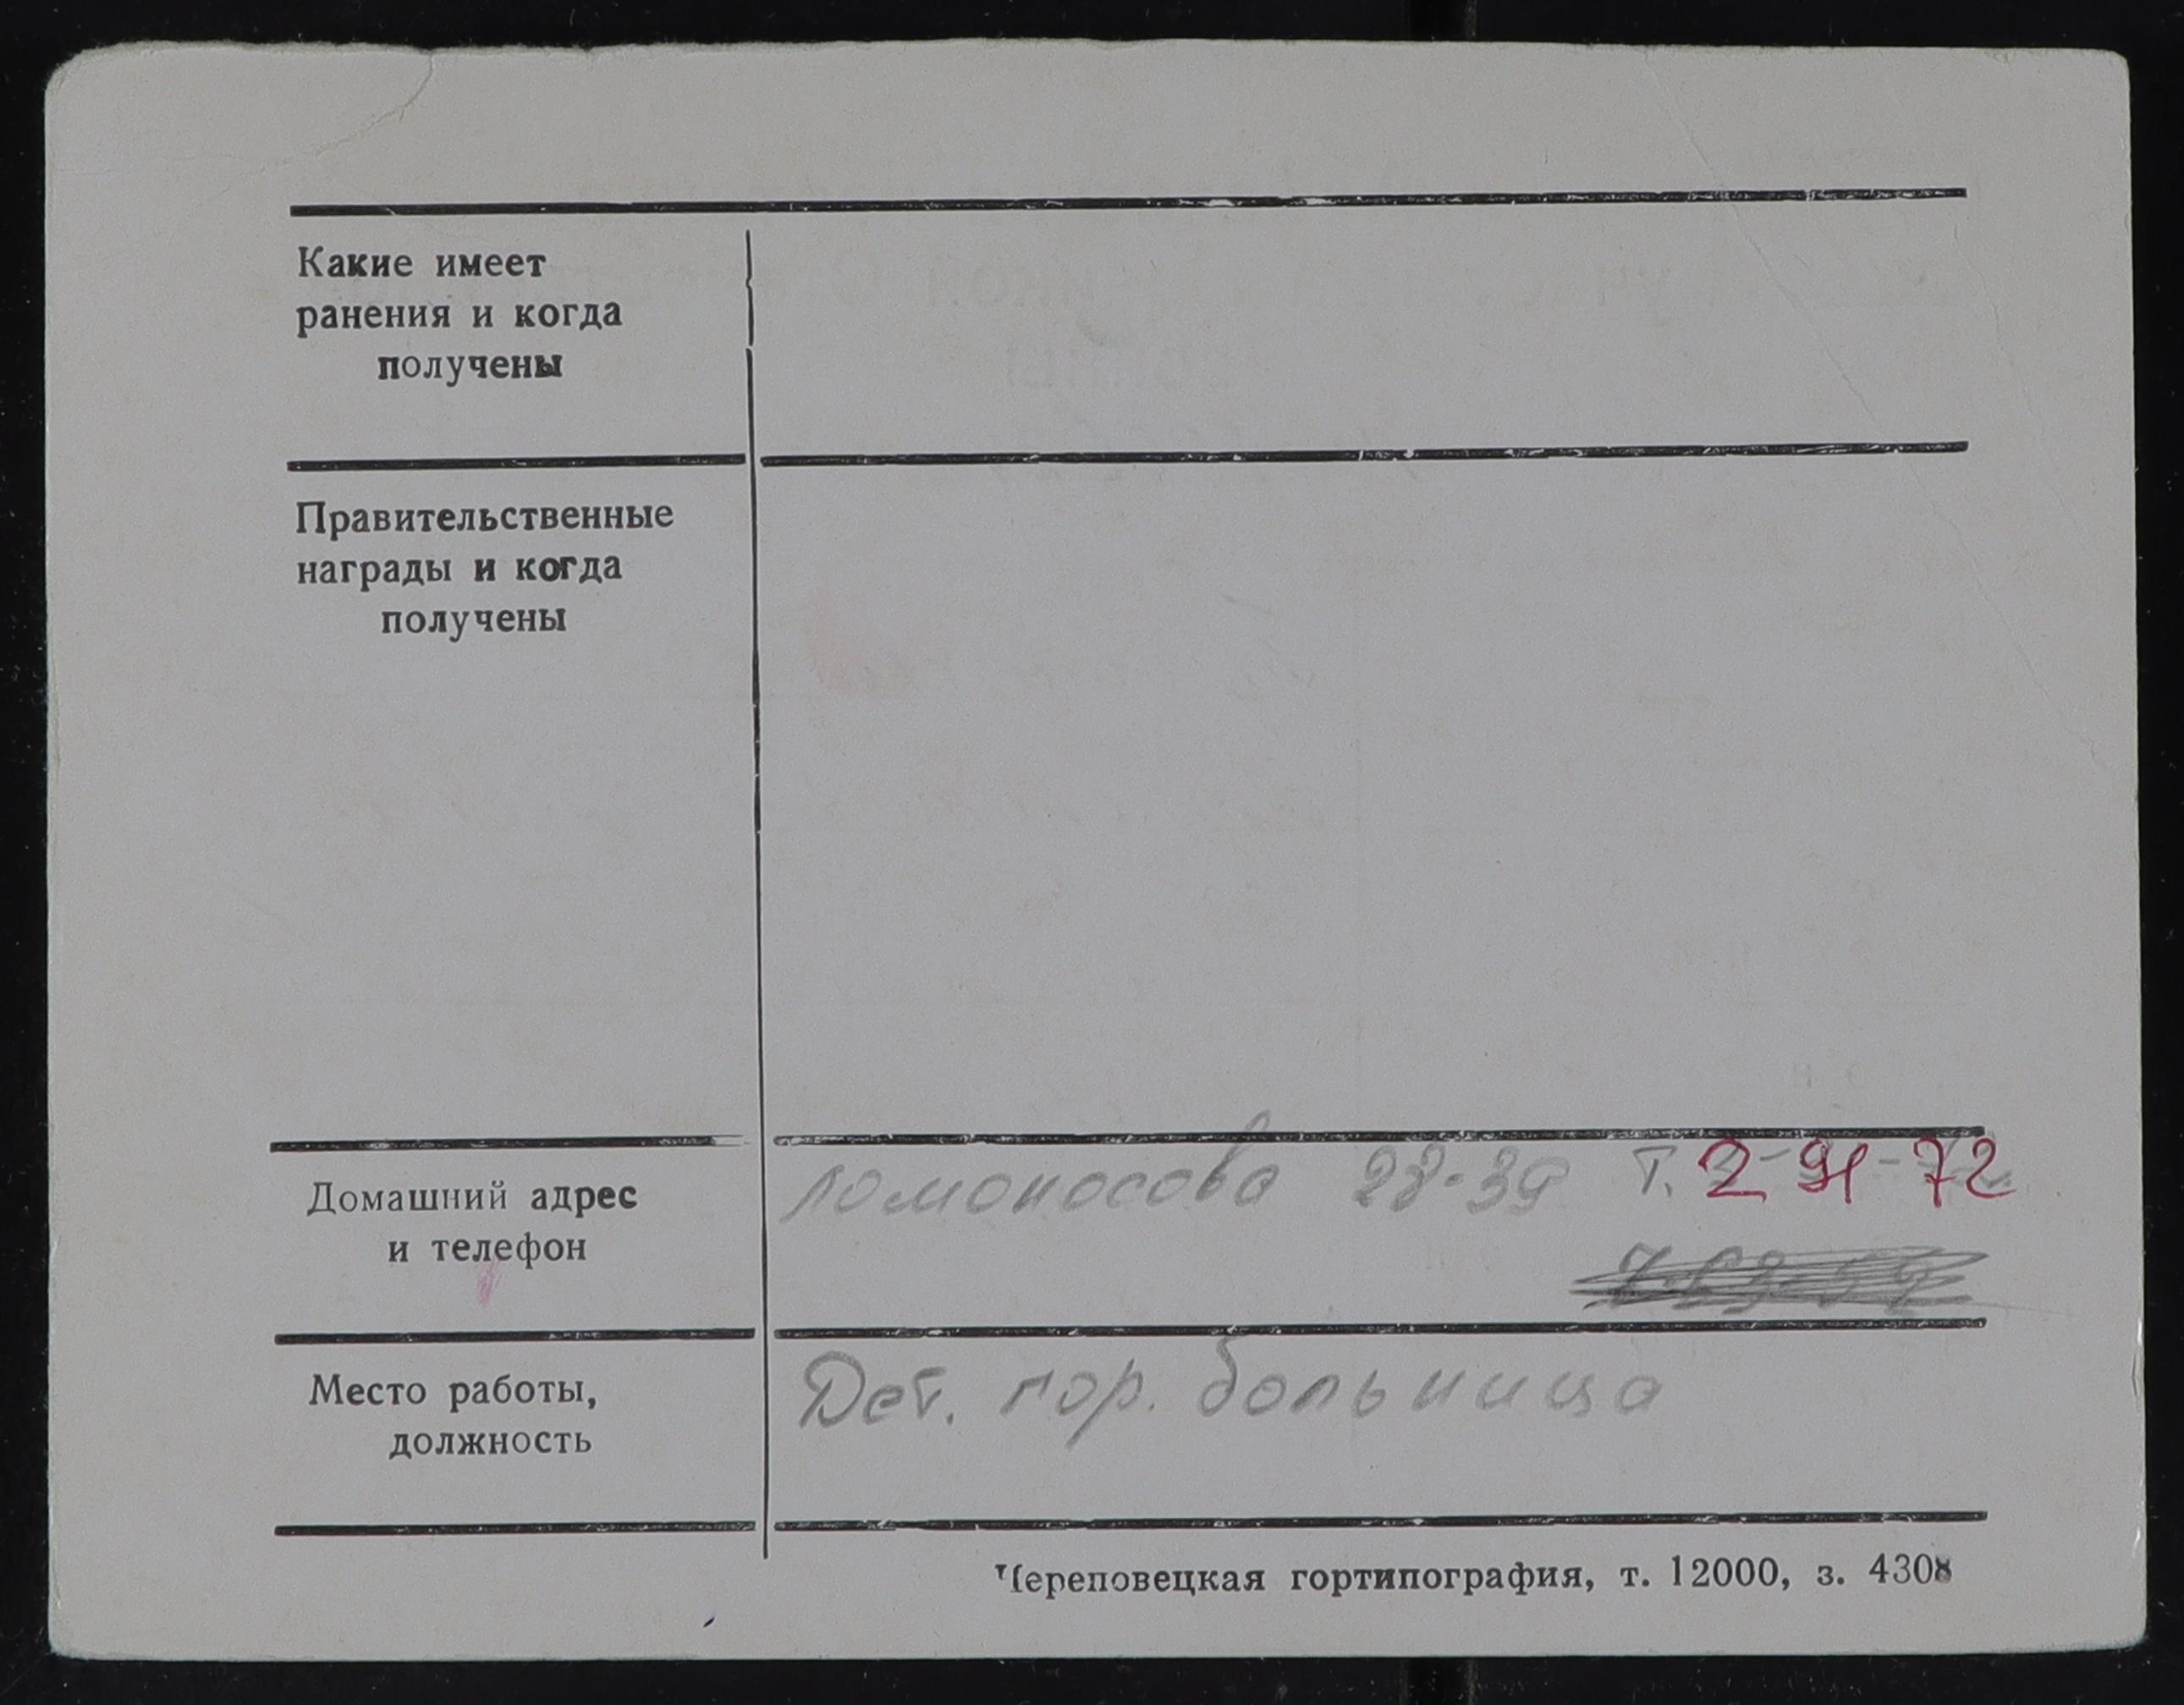 Какие имеет
ранения и когда
получены
Правительственные
награды и когда
получены
Домашний адрес
и телефон
Ломоносова 28-39 т. 2-91-72
Место работы,
должность
Дет. гор. больница
Череповецкая гортипография, т. 12000, з. 4308